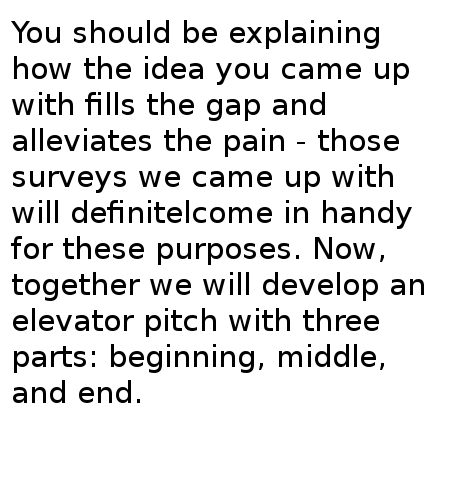 You should be explaining
how the idea you came up
with fills the gap and
alleviates the pain - those
surveys we came up with
will definitelcome in handy
for these purposes. Now,
together we will develop an
elevator pitch with three
parts: beginning, middle,
and end.